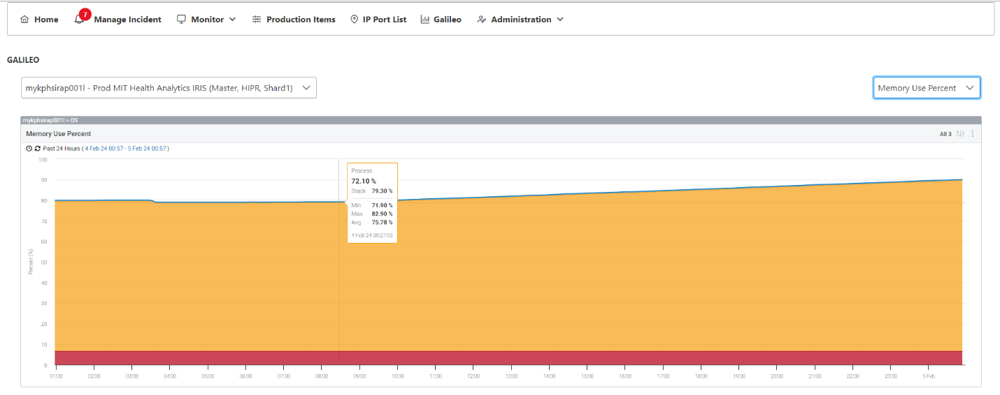 Home 7 Manage Incident Monitor Production Items IP Port List Galileo Administration
GALILEO
mykphsirap001l - Prod MIT Health Analytics IRIS (Master, HIPR, Shard1) Memory Use Percent
mykphsirap001l > OS
Memory Use Percent All 3
Past 24 Hours ( 4 Feb 24 00:57 - 5 Feb 24 00:57 )
100
90
80
70
60
50
40
30
20
10
0
Percent (%)
Process
72.10 %
Stack 79.30 %
Min 71.90 %
Max 82.90 %
Avg 75.78 %
4 Feb 24 08:27:53
01:00 02:00 03:00 04:00 05:00 06:00 07:00 08:00 09:00 10:00 11:00 12:00 13:00 14:00 15:00 16:00 17:00 18:00 19:00 20:00 21:00 22:00 23:00 5 Feb